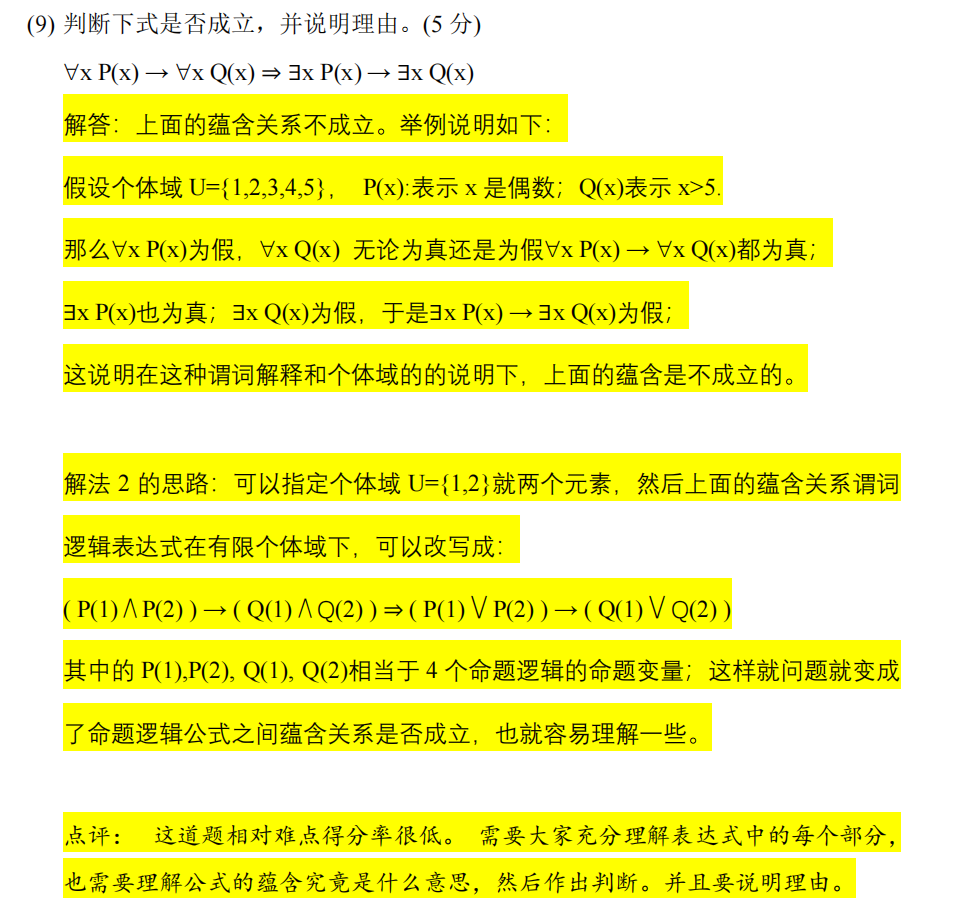 (9) 判断下式是否成立，并说明理由。(5 分)
∀x P(x) → ∀x Q(x) ⇒ ∃x P(x) → ∃x Q(x)
解答：上面的蕴含关系不成立。举例说明如下：
假设个体域 U={1,2,3,4,5}， P(x):表示 x 是偶数；Q(x)表示 x>5.
那么∀x P(x)为假，∀x Q(x) 无论为真还是为假∀x P(x) → ∀x Q(x)都为真；
∃x P(x)也为真；∃x Q(x)为假，于是∃x P(x) → ∃x Q(x)为假；
这说明在这种谓词解释和个体域的的说明下，上面的蕴含是不成立的。
解法 2 的思路：可以指定个体域 U={1,2}就两个元素，然后上面的蕴含关系谓词
逻辑表达式在有限个体域下，可以改写成：
( P(1)∧P(2) ) → ( Q(1)∧Q(2) ) ⇒ ( P(1)∨P(2) ) → ( Q(1)∨Q(2) )
其中的 P(1),P(2), Q(1), Q(2)相当于 4 个命题逻辑的命题变量；这样就问题就变成
了命题逻辑公式之间蕴含关系是否成立，也就容易理解一些。
点评： 这道题相对难点得分率很低。 需要大家充分理解表达式中的每个部分，
也需要理解公式的蕴含究竟是什么意思，然后作出判断。并且要说明理由。